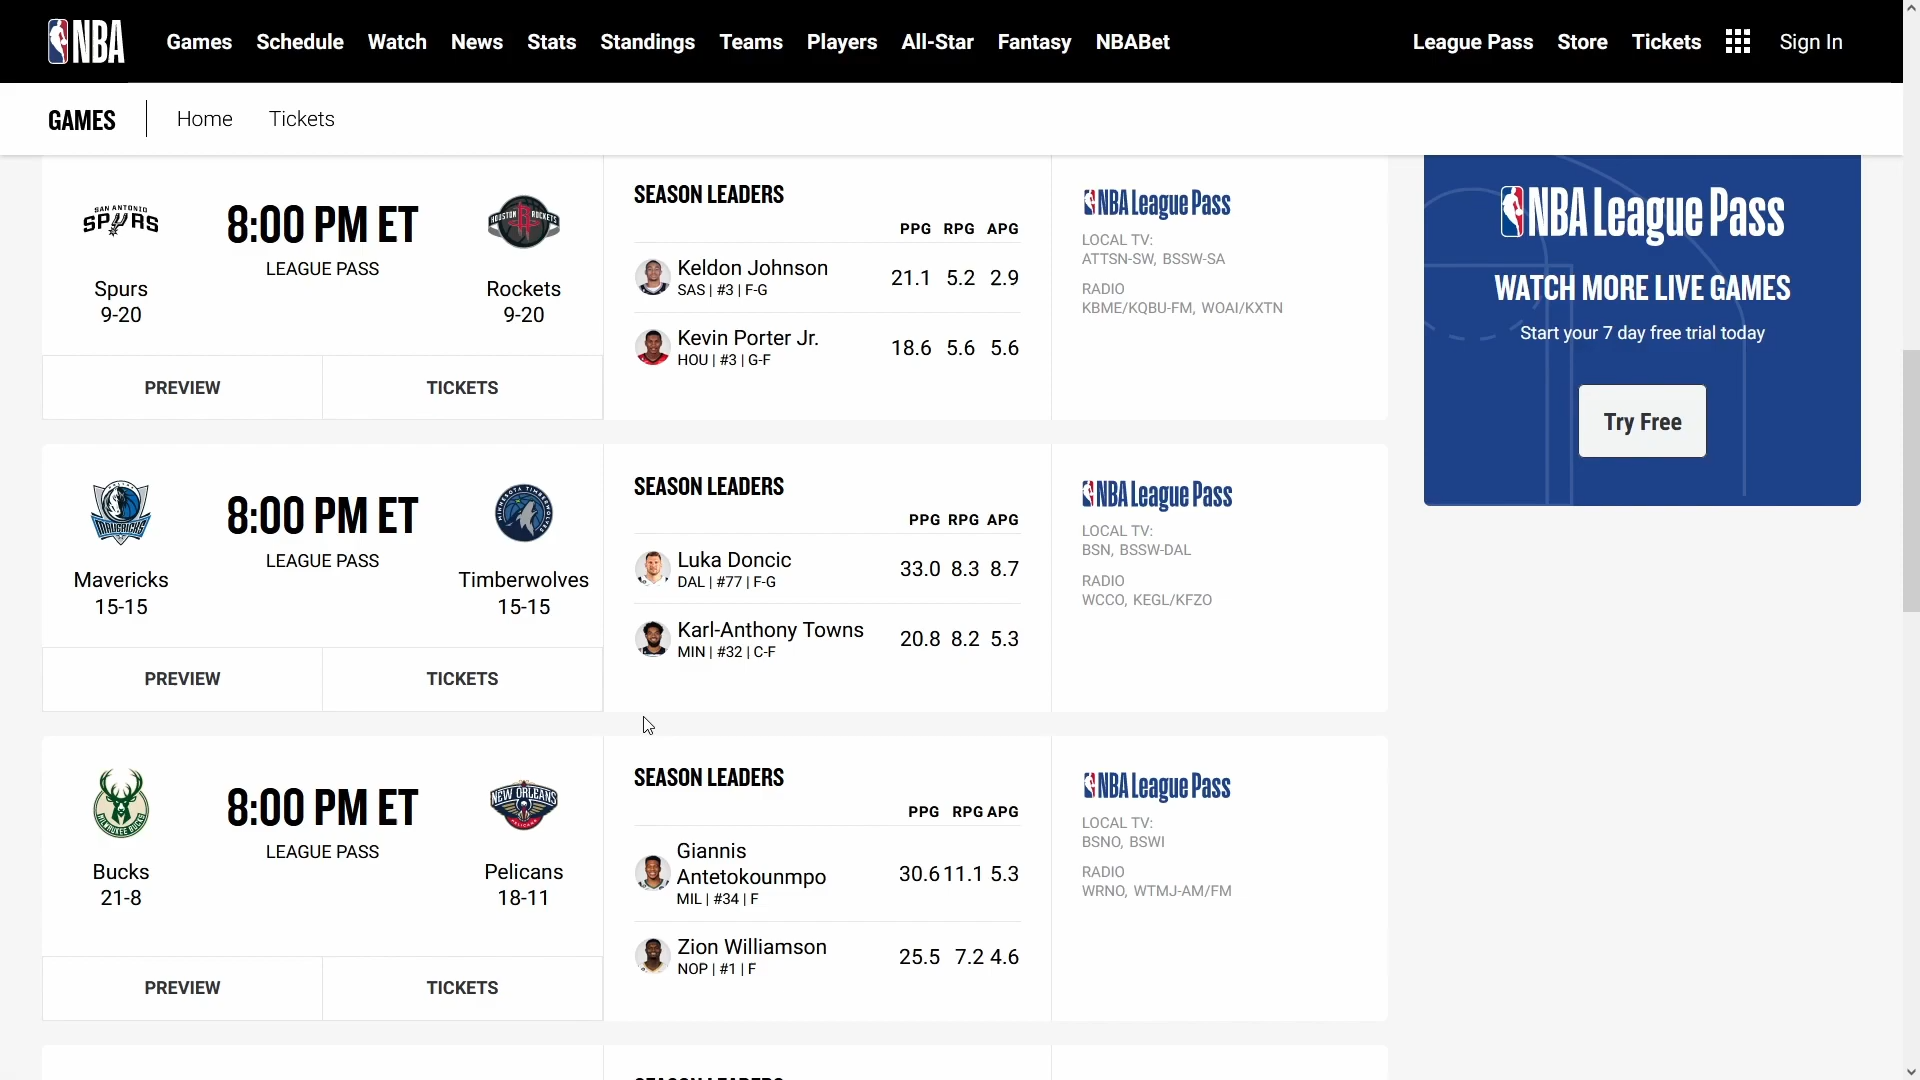 NBA
Games Schedule Watch News Stats Standings Teams Players All-Star Fantasy NBABet
League Pass Store Tickets Sign In
GAMES Home Tickets
SAN ANTONIO
SPURS
8:00 PM ET
HOUSTON ROCKETS
LEAGUE PASS
Spurs
9-20
Rockets
9-20
PREVIEW TICKETS
SEASON LEADERS
PPG RPG APG
Keldon Johnson
SAS | #3 | F-G
21.1 5.2 2.9
Kevin Porter Jr.
HOU | #3 | G-F
18.6 5.6 5.6
NBA League Pass
LOCAL TV:
ATTSN-SW, BSSW-SA
RADIO
KBME/KQBU-FM, WOAI/KXTN
NBA League Pass
WATCH MORE LIVE GAMES
Start your 7 day free trial today
Try Free
MAVERICKS
8:00 PM ET
MINNESOTA TIMBERWOLVES
LEAGUE PASS
Mavericks
15-15
Timberwolves
15-15
PREVIEW TICKETS
SEASON LEADERS
PPG RPG APG
Luka Doncic
DAL | #77 | F-G
33.0 8.3 8.7
Karl-Anthony Towns
MIN | #32 | C-F
20.8 8.2 5.3
NBA League Pass
LOCAL TV:
BSN, BSSW-DAL
RADIO
WCCO, KEGL/KFZO
MILWAUKEE BUCKS
8:00 PM ET
NEW ORLEANS
PELICANS
LEAGUE PASS
Bucks
21-8
Pelicans
18-11
PREVIEW TICKETS
SEASON LEADERS
PPG RPG APG
Giannis
Antetokounmpo
MIL | #34 | F
30.6 11.1 5.3
Zion Williamson
NOP | #1 | F
25.5 7.2 4.6
NBA League Pass
LOCAL TV:
BSNO, BSWI
RADIO
WRNO, WTMJ-AM/FM
SEASON LEADERS